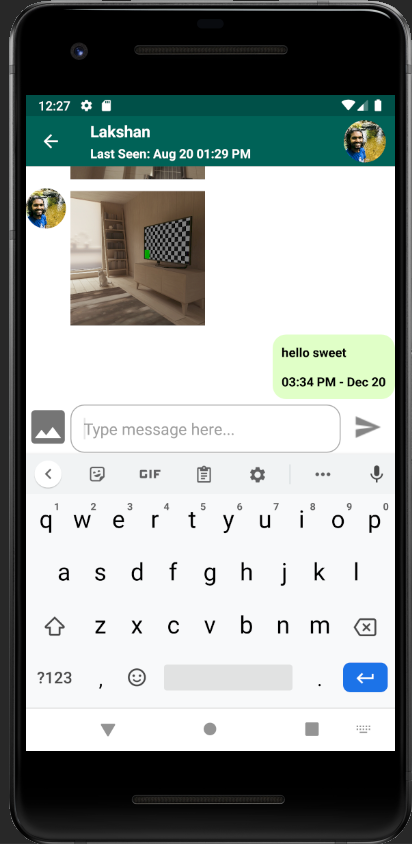 12:27
Lakshan
Last Seen: Aug 20 01:29 PM
hello sweet
03:34 PM - Dec 20
Type message here...
GIF
1 2 3 4 5 6 7 8 9 0
q w e r t y u i o p
a s d f g h j k l
z x c v b n m
?123 , .